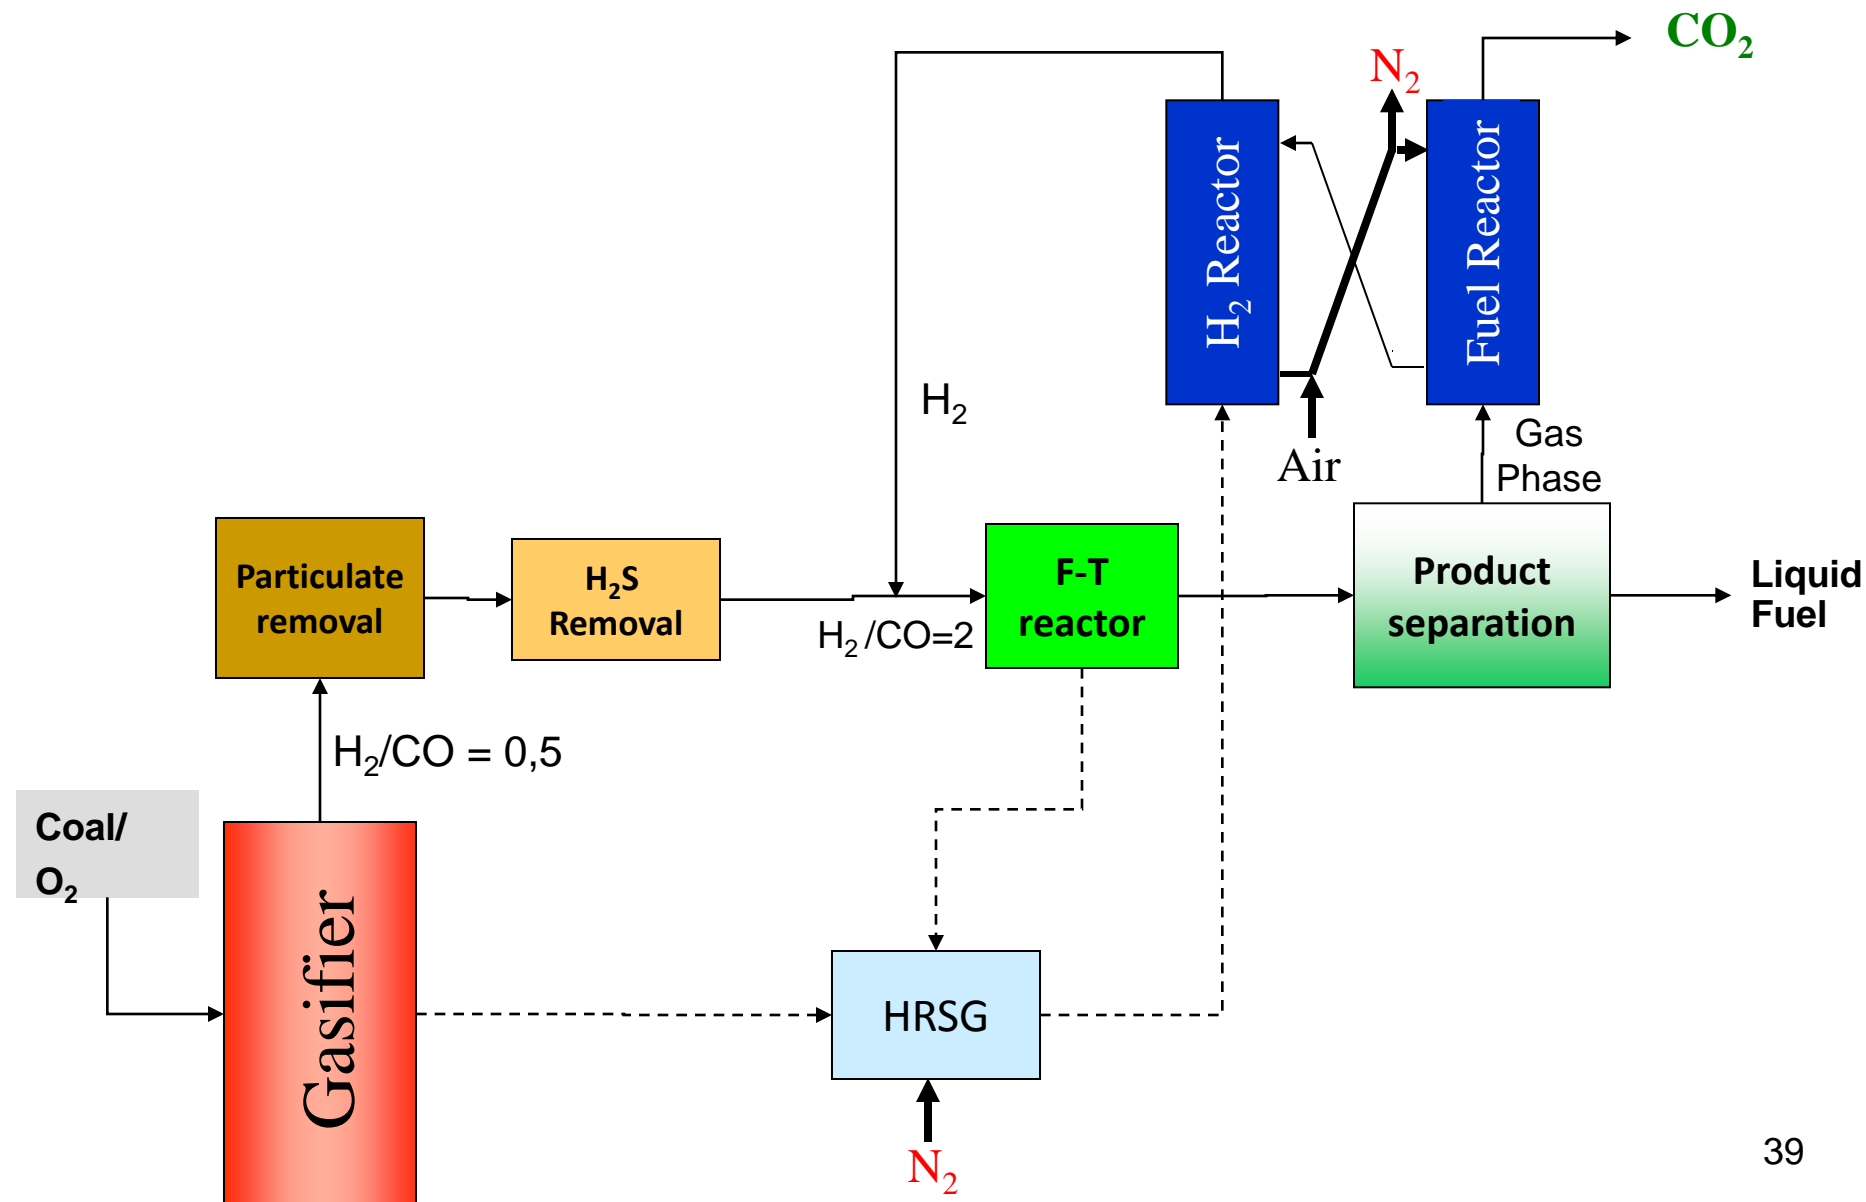 CO₂
N₂
H₂ Reactor
Fuel Reactor
H₂
Air
Gas
Phase
Particulate
removal
H₂S
Removal
H₂ /CO=2
F-T
reactor
Product
separation
Liquid
Fuel
H₂/CO = 0,5
Coal/
O₂
Gasifier
HRSG
N₂
39